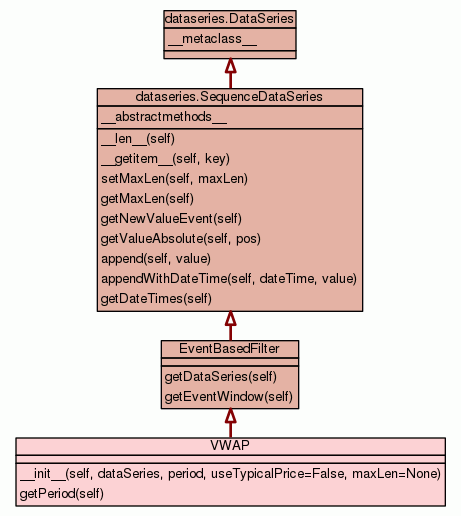 dataseries.DataSeries
__metaclass__
dataseries.SequenceDataSeries
__abstractmethods__
__len__(self)
__getitem__(self, key)
setMaxLen(self, maxLen)
getMaxLen(self)
getNewValueEvent(self)
getValueAbsolute(self, pos)
append(self, value)
appendWithDateTime(self, dateTime, value)
getDateTimes(self)
EventBasedFilter
getDataSeries(self)
getEventWindow(self)
VWAP
__init__(self, dataSeries, period, useTypicalPrice=False, maxLen=None)
getPeriod(self)